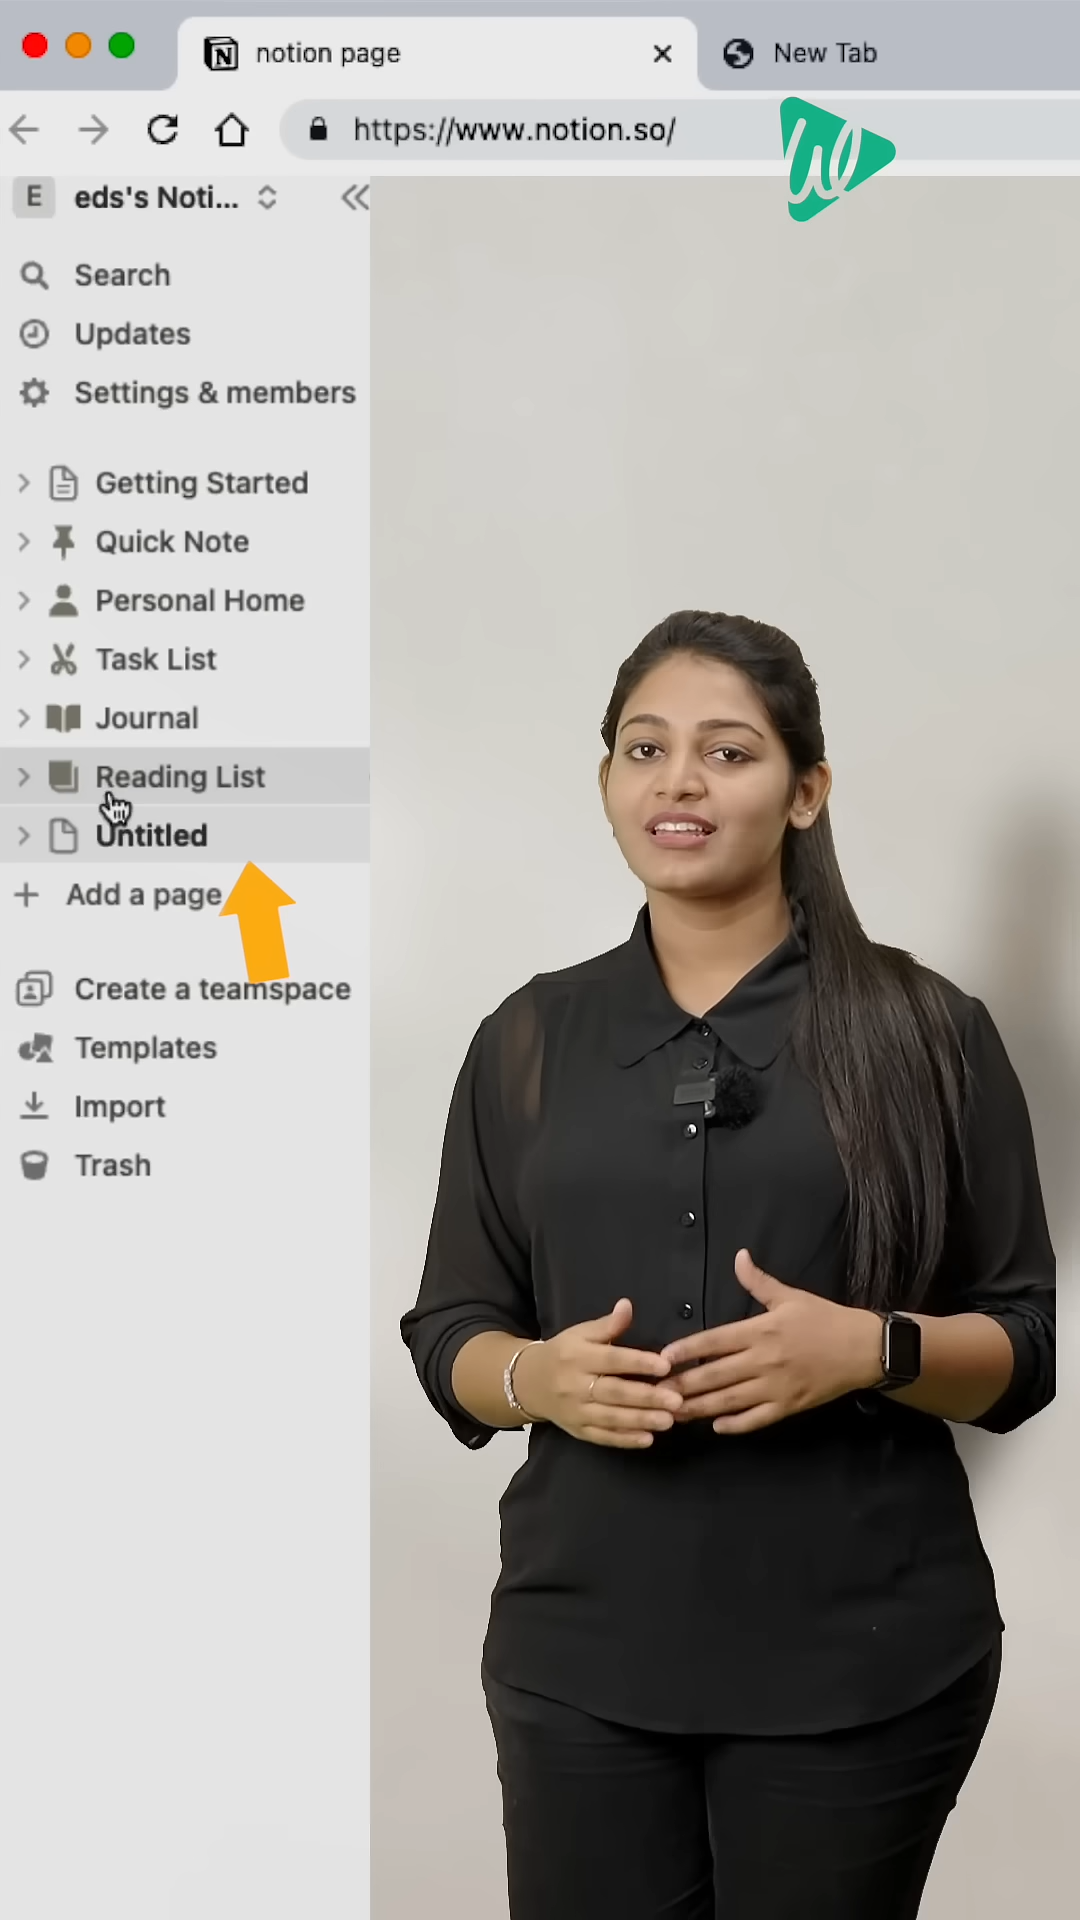 notion page
New Tab
https://www.notion.so/
E eds's Noti...
Search
Updates
Settings & members
Getting Started
Quick Note
Personal Home
Task List
Journal
Reading List
Untitled
Add a page
Create a teamspace
Templates
Import
Trash